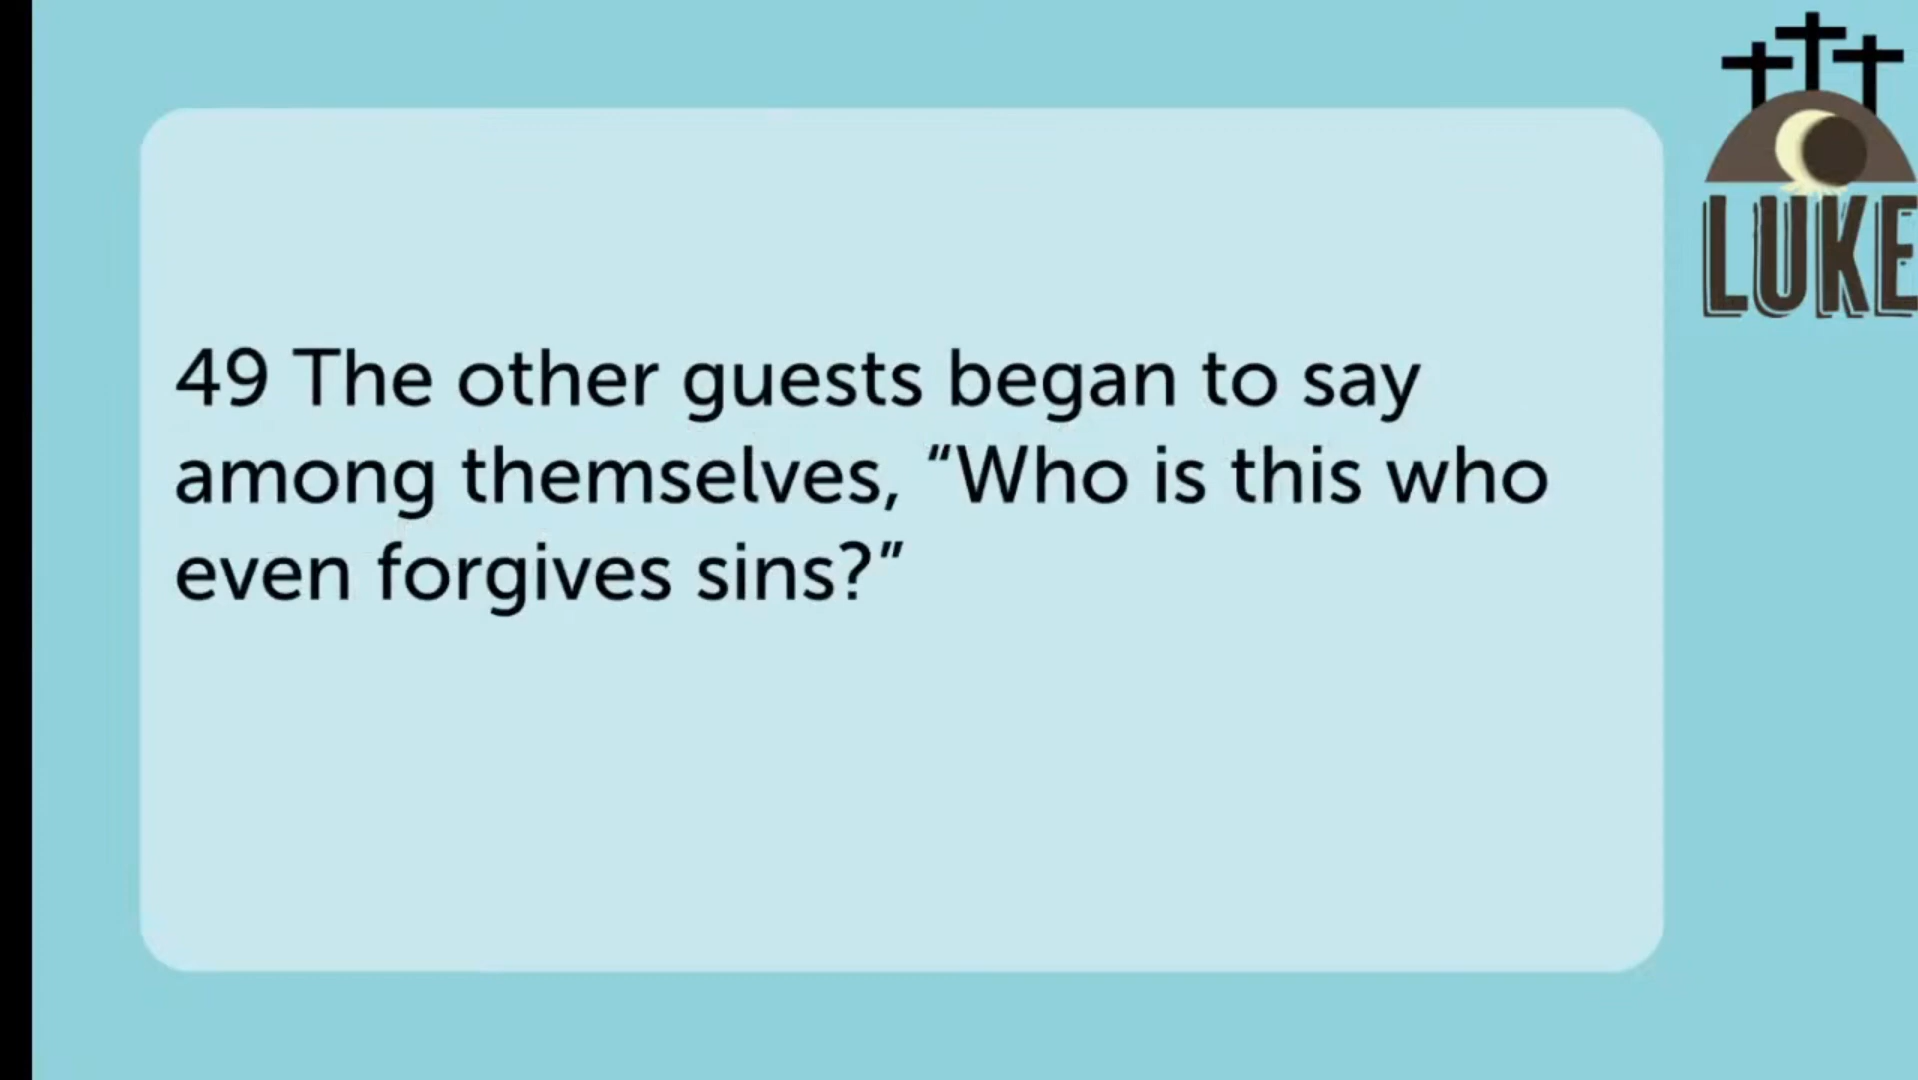 LUKE
49 The other guests began to say
among themselves, “Who is this who
even forgives sins?”